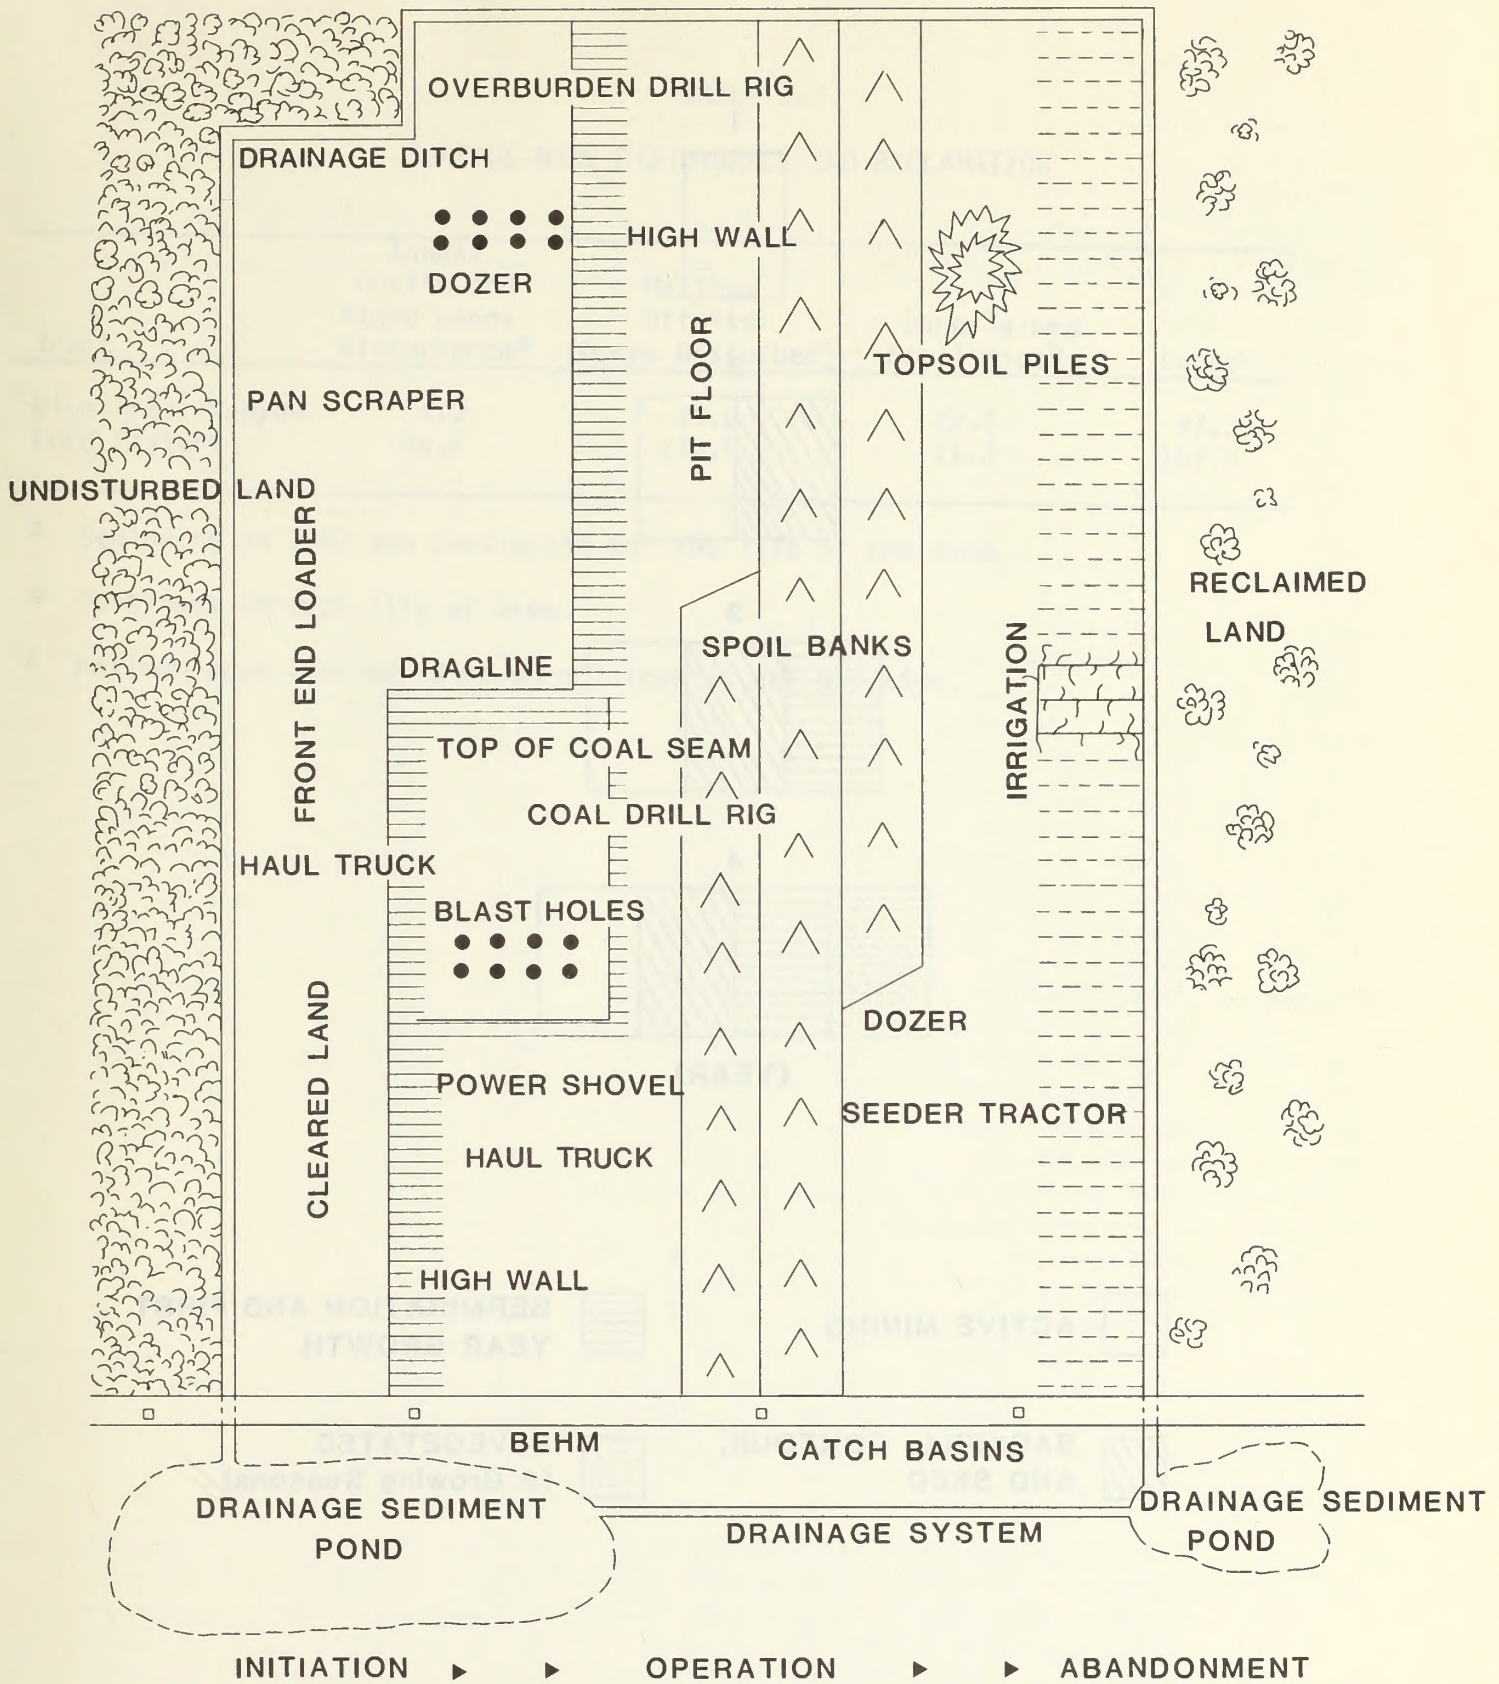 OVERBURDEN DRILL RIG
DRAINAGE DITCH
HIGH WALL
DOZER
PIT FLOOR
TOPSOIL PILES
PAN SCRAPER
UNDISTURBED LAND
FRONT END LOADER
RECLAIMED
LAND
SPOIL BANKS
IRRIGATION
DRAGLINE
TOP OF COAL SEAM
COAL DRILL RIG
HAUL TRUCK
BLAST HOLES
CLEARED LAND
DOZER
POWER SHOVEL
SEEDER TRACTOR
HAUL TRUCK
HIGH WALL
BEHM
CATCH BASINS
DRAINAGE SEDIMENT
POND
DRAINAGE SYSTEM
DRAINAGE SEDIMENT
POND
INITIATION ▶ ▶ OPERATION ▶ ▶ ABANDONMENT